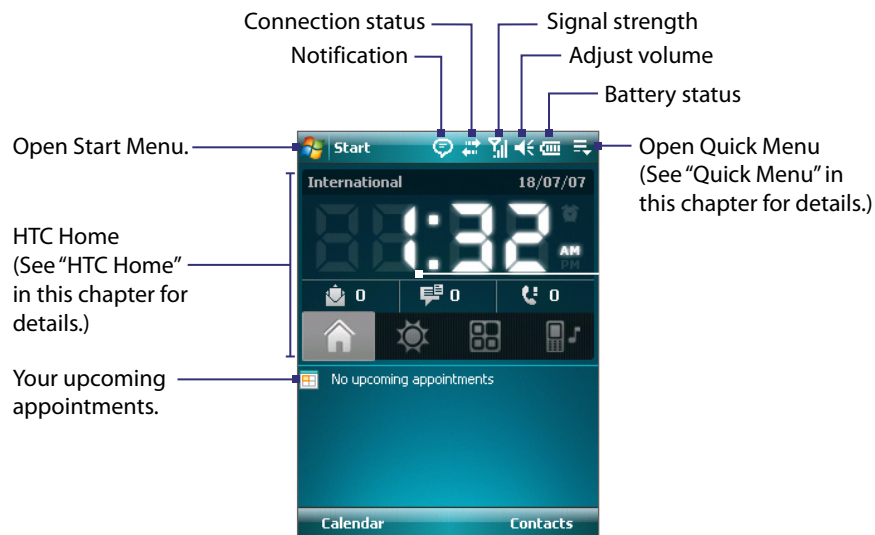 Connection status
Signal strength
Notification
Adjust volume
Battery status
Open Start Menu.
Start
Open Quick Menu
(See “Quick Menu” in
this chapter for details.)
International 18/07/07
1:32
AM
PM
HTC Home
(See “HTC Home”
in this chapter for
details.)
0 0 0
Your upcoming
appointments.
No upcoming appointments
Calendar Contacts